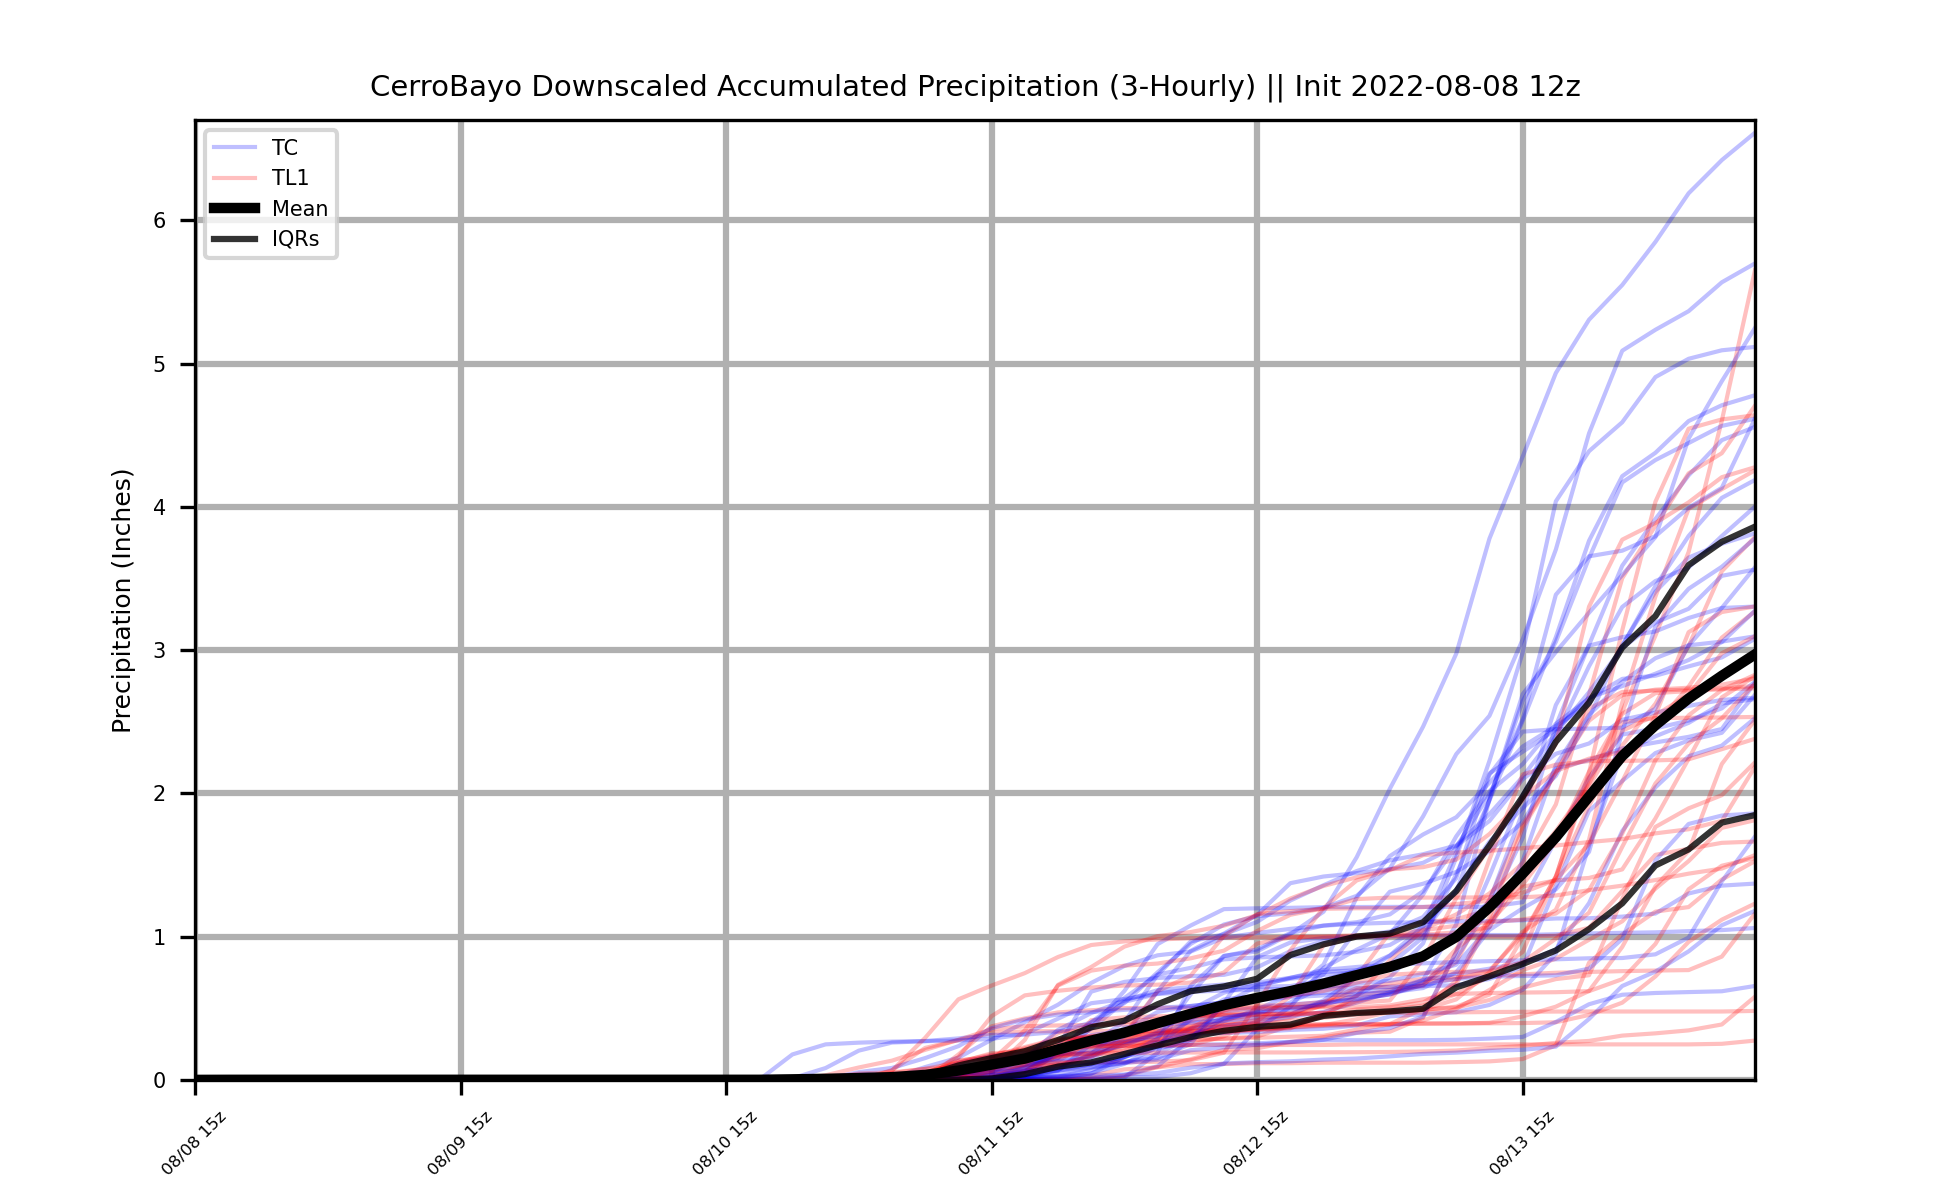 CerroBayo Downscaled Accumulated Precipitation (3-Hourly) || Init 2022-08-08 12z
TC
TL1
Mean
IQRs
Precipitation (Inches)
6
5
4
3
2
1
0
08/08 15z
08/09 15z
08/10 15z
08/11 15z
08/12 15z
08/13 15z